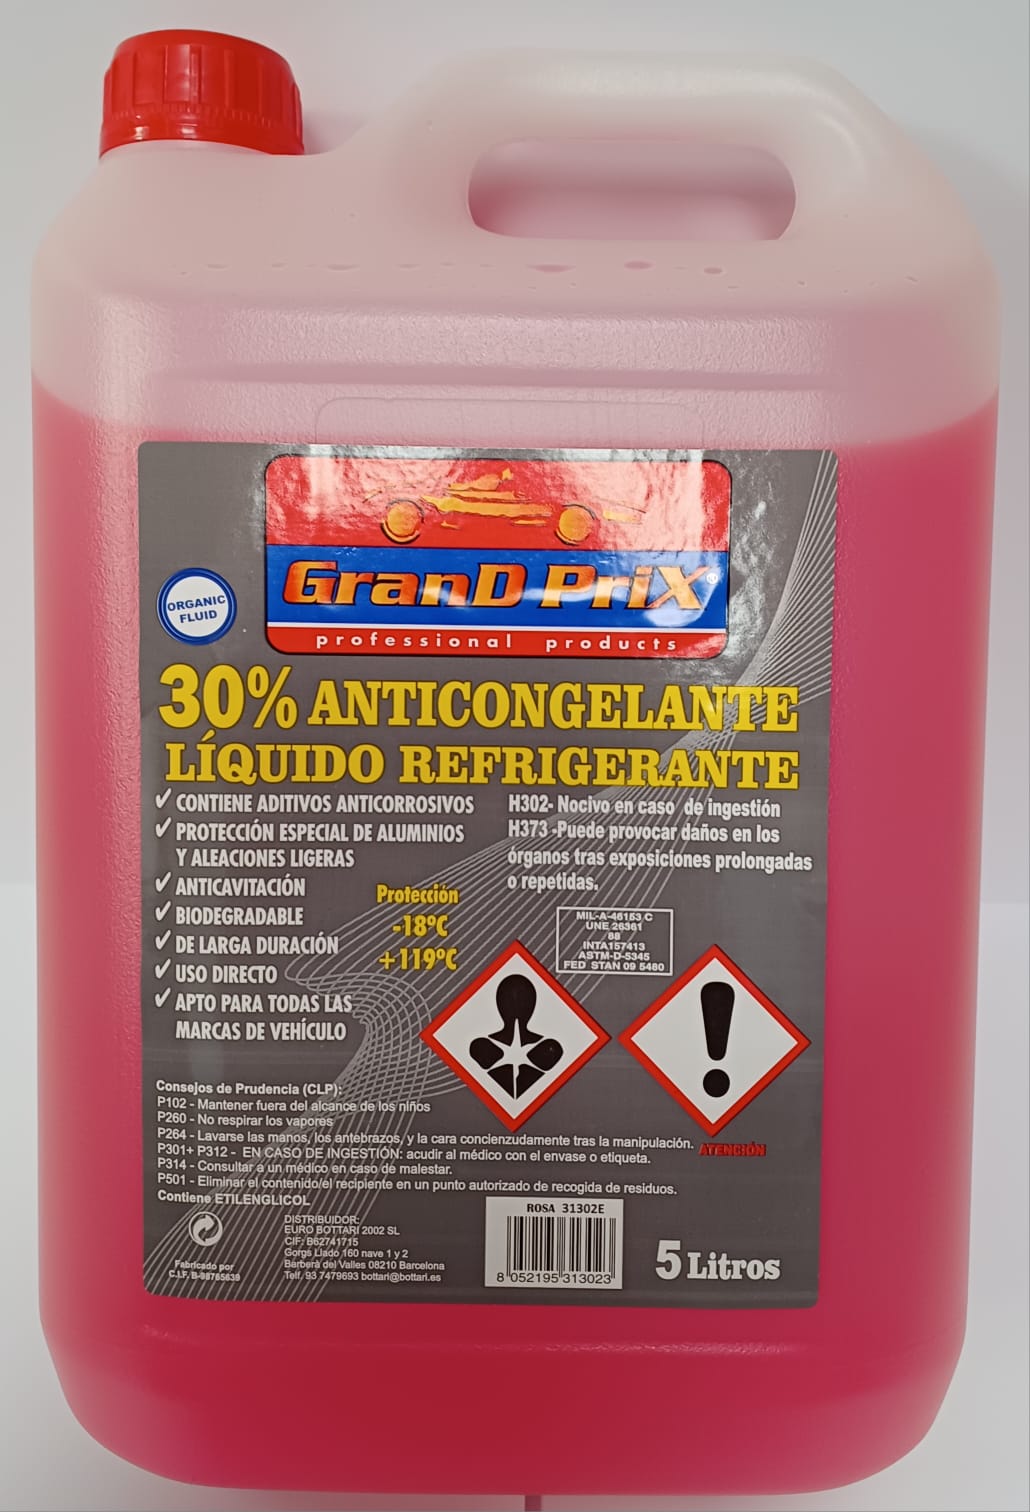 GranD PriX®
professional products
ORGANIC
FLUID
30% ANTICONGELANTE
LÍQUIDO REFRIGERANTE
✓ CONTIENE ADITIVOS ANTICORROSIVOS
✓ PROTECCIÓN ESPECIAL DE ALUMINIOS
Y ALEACIONES LIGERAS
✓ ANTICAVITACIÓN
✓ BIODEGRADABLE
✓ DE LARGA DURACIÓN
✓ USO DIRECTO
✓ APTO PARA TODAS LAS
MARCAS DE VEHÍCULO
Protección
-18ºC
+119ºC
H302- Nocivo en caso de ingestión
H373 -Puede provocar daños en los
órganos tras exposiciones prolongadas
o repetidas.
MIL-A-46153 C
UNE 26361
88
INTA157413
ASTM-D-5345
FED STAN 09 5460
ATENCIÓN
Consejos de Prudencia (CLP):
P102 - Mantener fuera del alcance de los niños
P260 - No respirar los vapores
P264 - Lavarse las manos, los antebrazos, y la cara concienzudamente tras la manipulación.
P301+ P312 - EN CASO DE INGESTIÓN: acudir al médico con el envase o etiqueta.
P314 - Consultar a un médico en caso de malestar.
P501 - Eliminar el contenido/el recipiente en un punto autorizado de recogida de residuos.
Contiene ETILENGLICOL
Fabricado por
C.I.F. B-98765639
DISTRIBUIDOR:
EURO BOTTARI 2002 SL
CIF: B62741715
Gorgs Lladó 160 nave 1 y 2
Barberà del Valles 08210 Barcelona
Telf. 93 7479693 bottari@bottari.es
ROSA 31302E
8 052195 313023
5 Litros